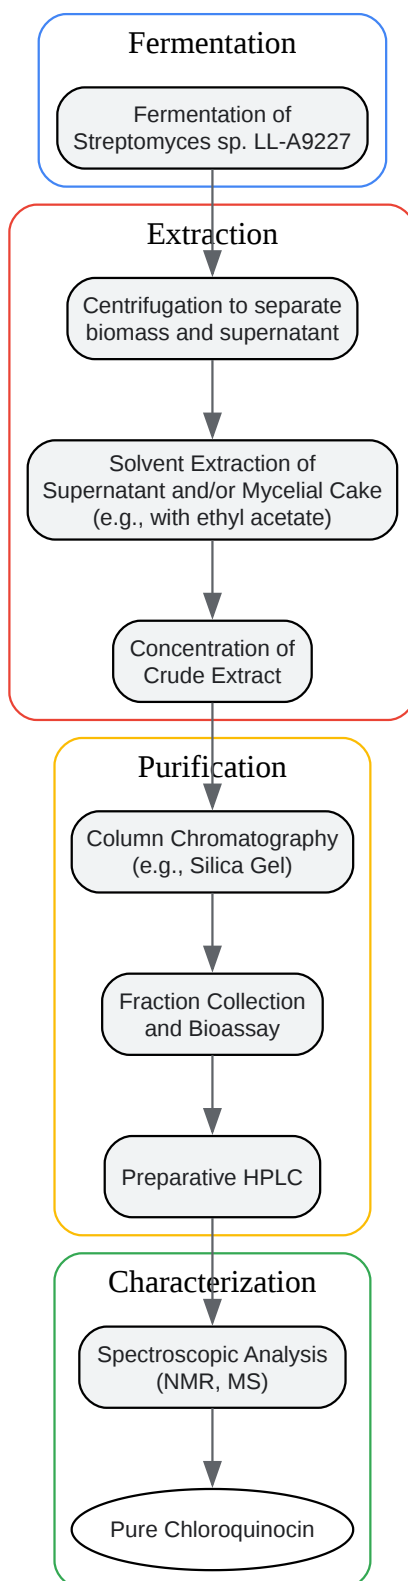 Fermentation
Fermentation of
Streptomyces sp. LL-A9227
Extraction
Centrifugation to separate
biomass and supernatant
Solvent Extraction of
Supernatant and/or Mycelial Cake
(e.g., with ethyl acetate)
Concentration of
Crude Extract
Purification
Column Chromatography
(e.g., Silica Gel)
Fraction Collection
and Bioassay
Preparative HPLC
Characterization
Spectroscopic Analysis
(NMR, MS)
Pure Chloroquinocin